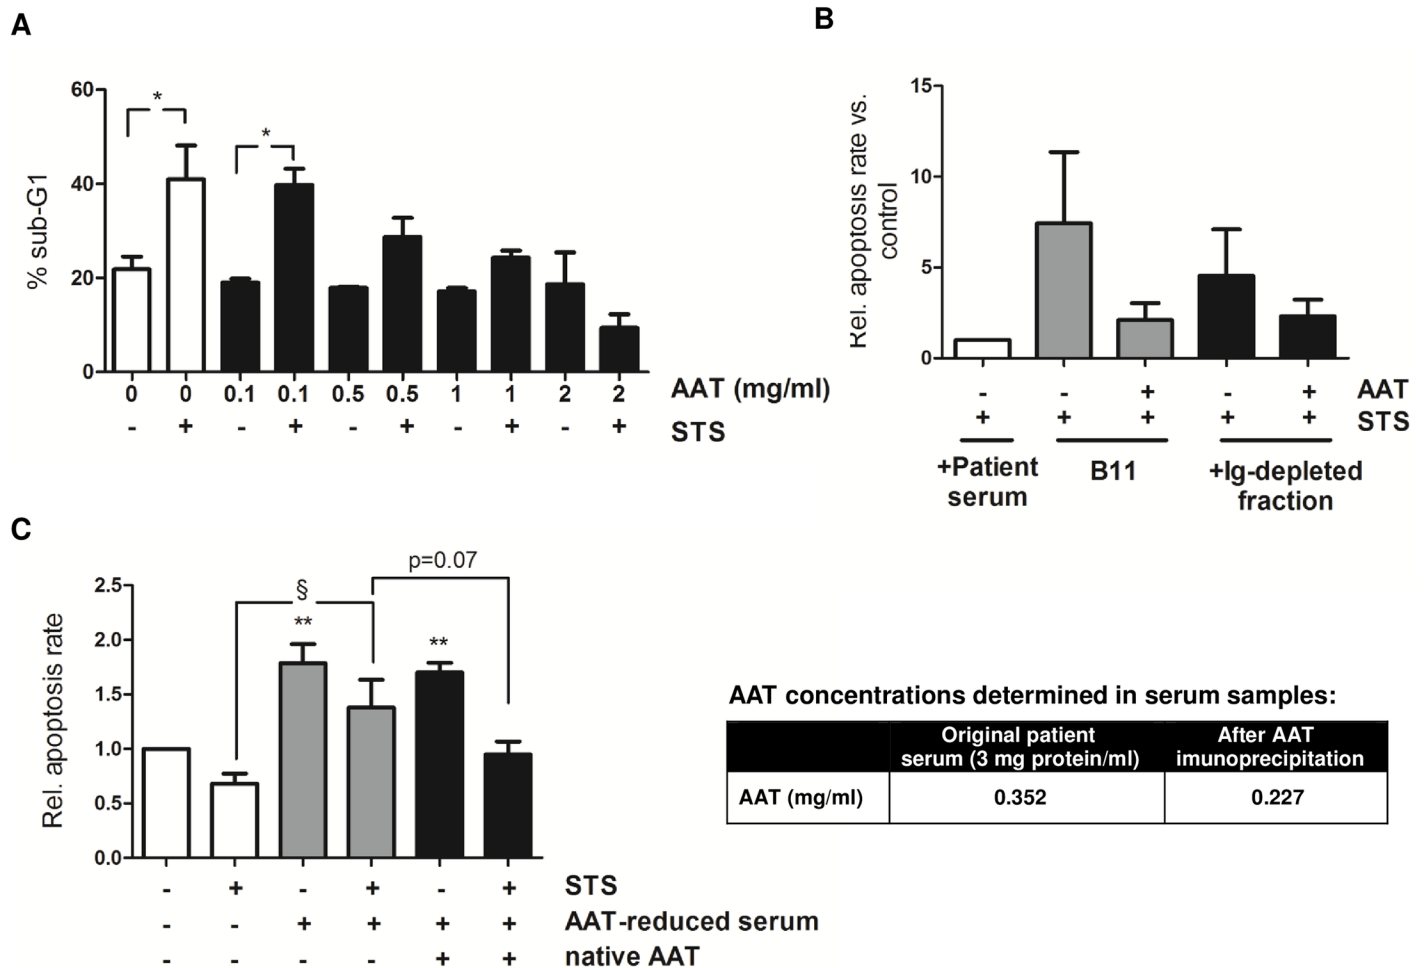 A
60
40
20
0
% sub-G1
*
*
0 0 0.1 0.1 0.5 0.5 1 1 2 2 AAT (mg/ml)
- + - + - + - + - + STS
B
15
10
5
0
Rel. apoptosis rate vs.
control
- - + - + AAT
+ + + + + STS
+Patient
serum
B11
+Ig-depleted
fraction
C
2.5
2.0
1.5
1.0
0.5
0.0
Rel. apoptosis rate
§
p=0.07
**
**
- + - + - + STS
- - + + + + AAT-reduced serum
- - - - + + native AAT
AAT concentrations determined in serum samples:
Original patient
serum (3 mg protein/ml)
After AAT
imunoprecipitation
AAT (mg/ml) 0.352 0.227